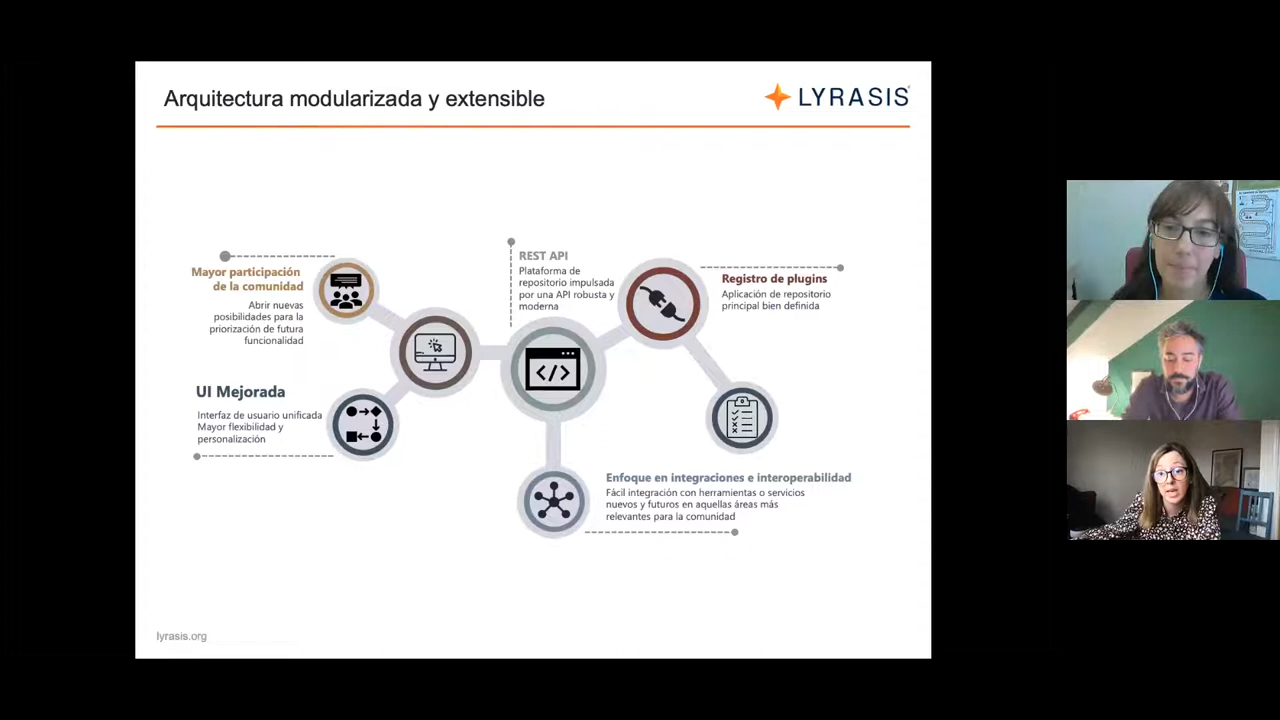 Arquitectura modularizada y extensible
LYRASIS
Mayor participación
de la comunidad
Abrir nuevas
posibilidades para la
priorización de futura
funcionalidad
UI Mejorada
Interfaz de usuario unificada
Mayor flexibilidad y
personalización
REST API
Plataforma de
repositorio impulsada
por una API robusta y
moderna
Registro de plugins
Aplicación de repositorio
principal bien definida
Enfoque en integraciones e interoperabilidad
Fácil integración con herramientas o servicios
nuevos y futuros en aquellas áreas más
relevantes para la comunidad
lyrasis.org